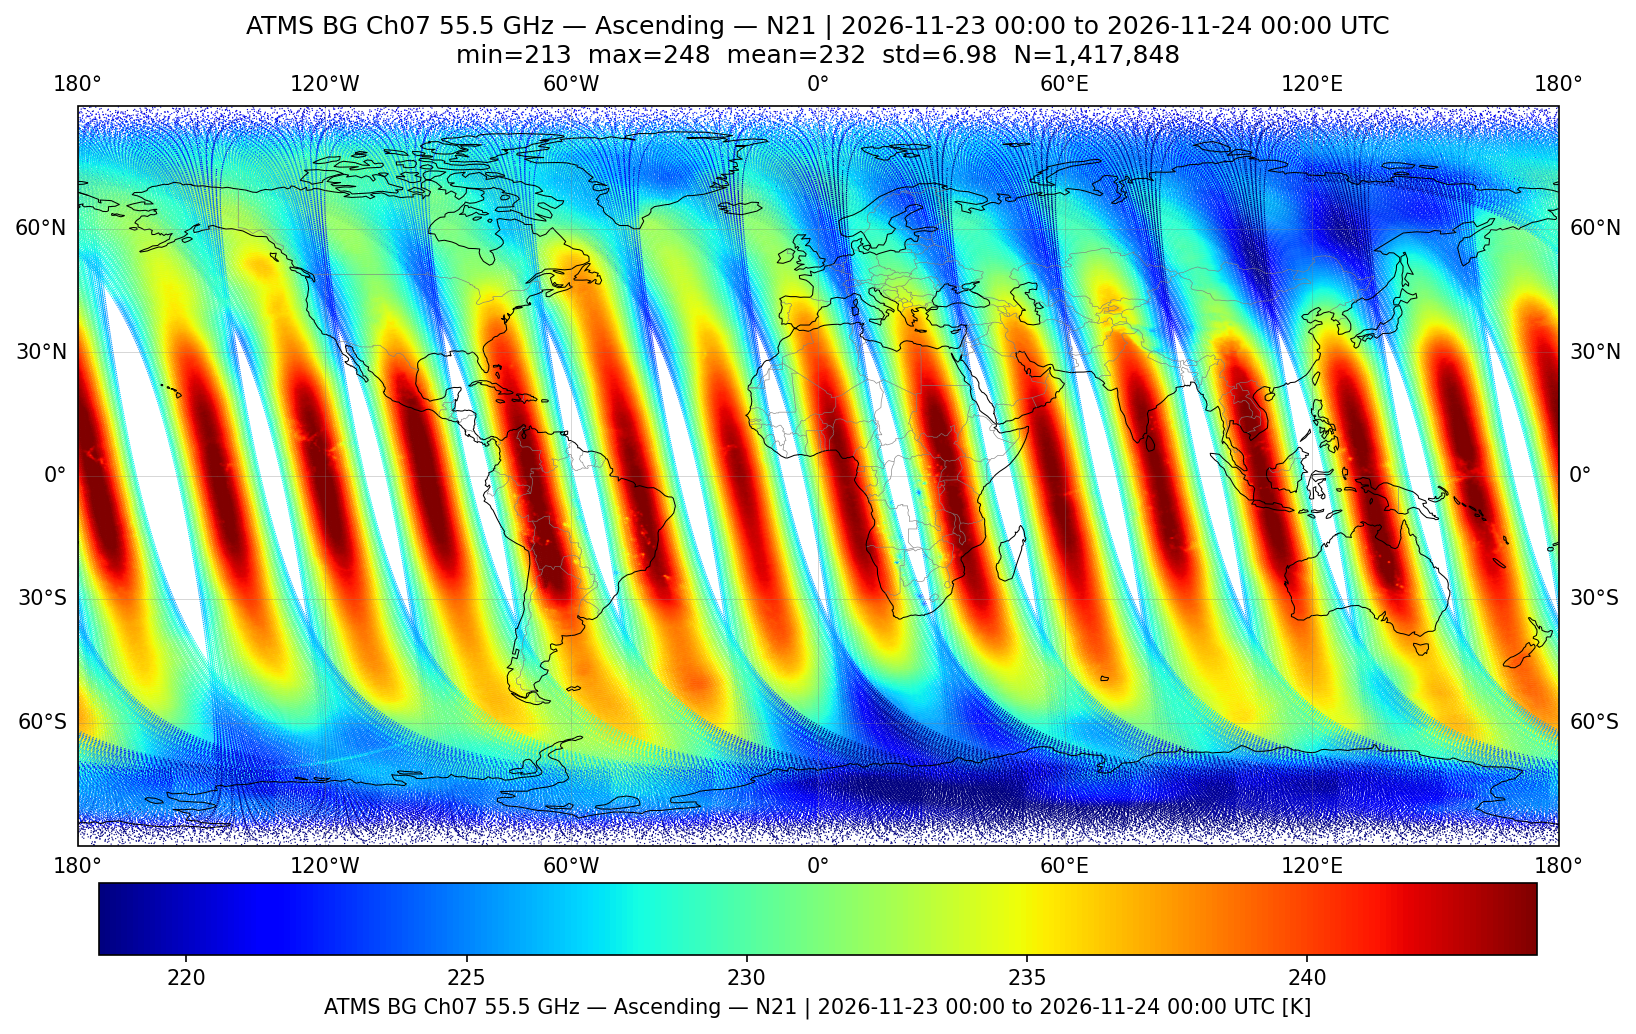 ATMS BG Ch07 55.5 GHz — Ascending — N21 | 2026-11-23 00:00 to 2026-11-24 00:00 UTC
min=213  max=248  mean=232  std=6.98  N=1,417,848
180° 120°W 60°W 0° 60°E 120°E 180°
60°N 60°N
30°N 30°N
0° 0°
30°S 30°S
60°S 60°S
180° 120°W 60°W 0° 60°E 120°E 180°
220 225 230 235 240
ATMS BG Ch07 55.5 GHz — Ascending — N21 | 2026-11-23 00:00 to 2026-11-24 00:00 UTC [K]